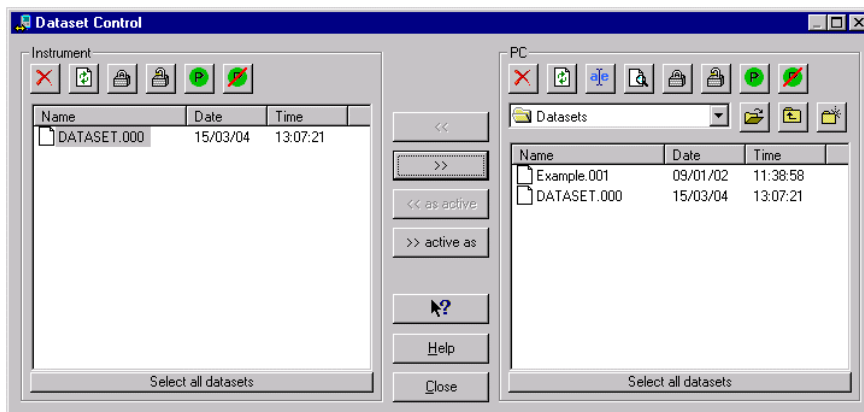 Dataset Control
Instrument
P P
Name Date Time
DATASET.000 15/03/04 13:07:21
Select all datasets
<<
>>
<< as active
>> active as
?
Help
Close
PC
a e P P
Datasets
Name Date Time
Example.001 09/01/02 11:38:58
DATASET.000 15/03/04 13:07:21
Select all datasets